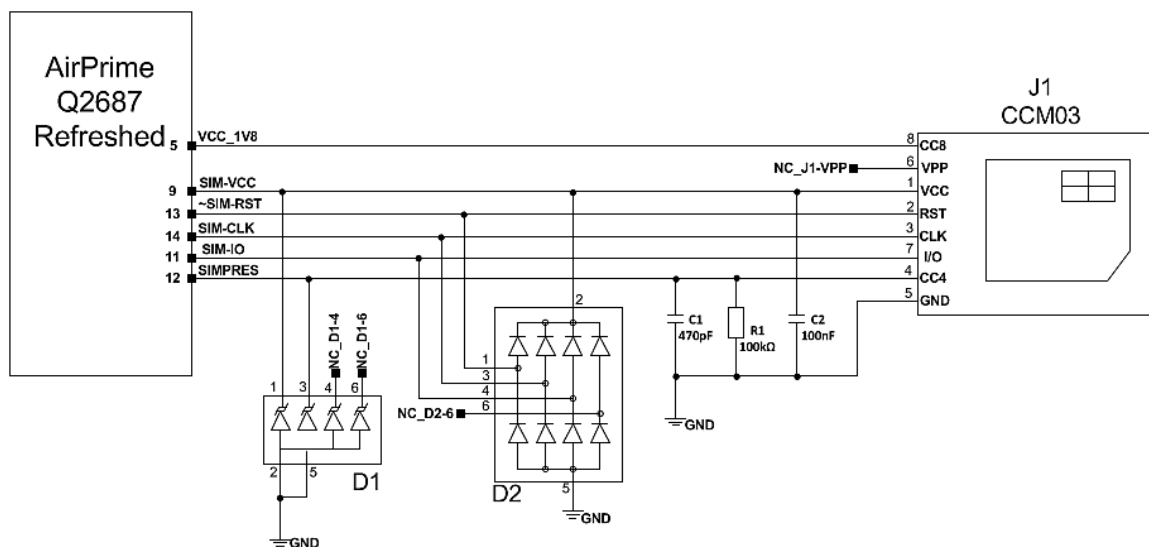 AirPrime
Q2687
Refreshed
J1
CCM03
5 VCC_1V8
8 CC8
NC_J1-VPP
6 VPP
9 SIM-VCC
1 VCC
13 ~SIM-RST
2 RST
14 SIM-CLK
3 CLK
11 SIM-IO
7 I/O
12 SIMPRES
4 CC4
5 GND
NC_D1-4
NC_D1-6
1 3 4 6
2 5
D1
GND
2
1
3
4
6
NC_D2-6
5
D2
GND
C1
470pF
R1
100kΩ
C2
100nF
GND